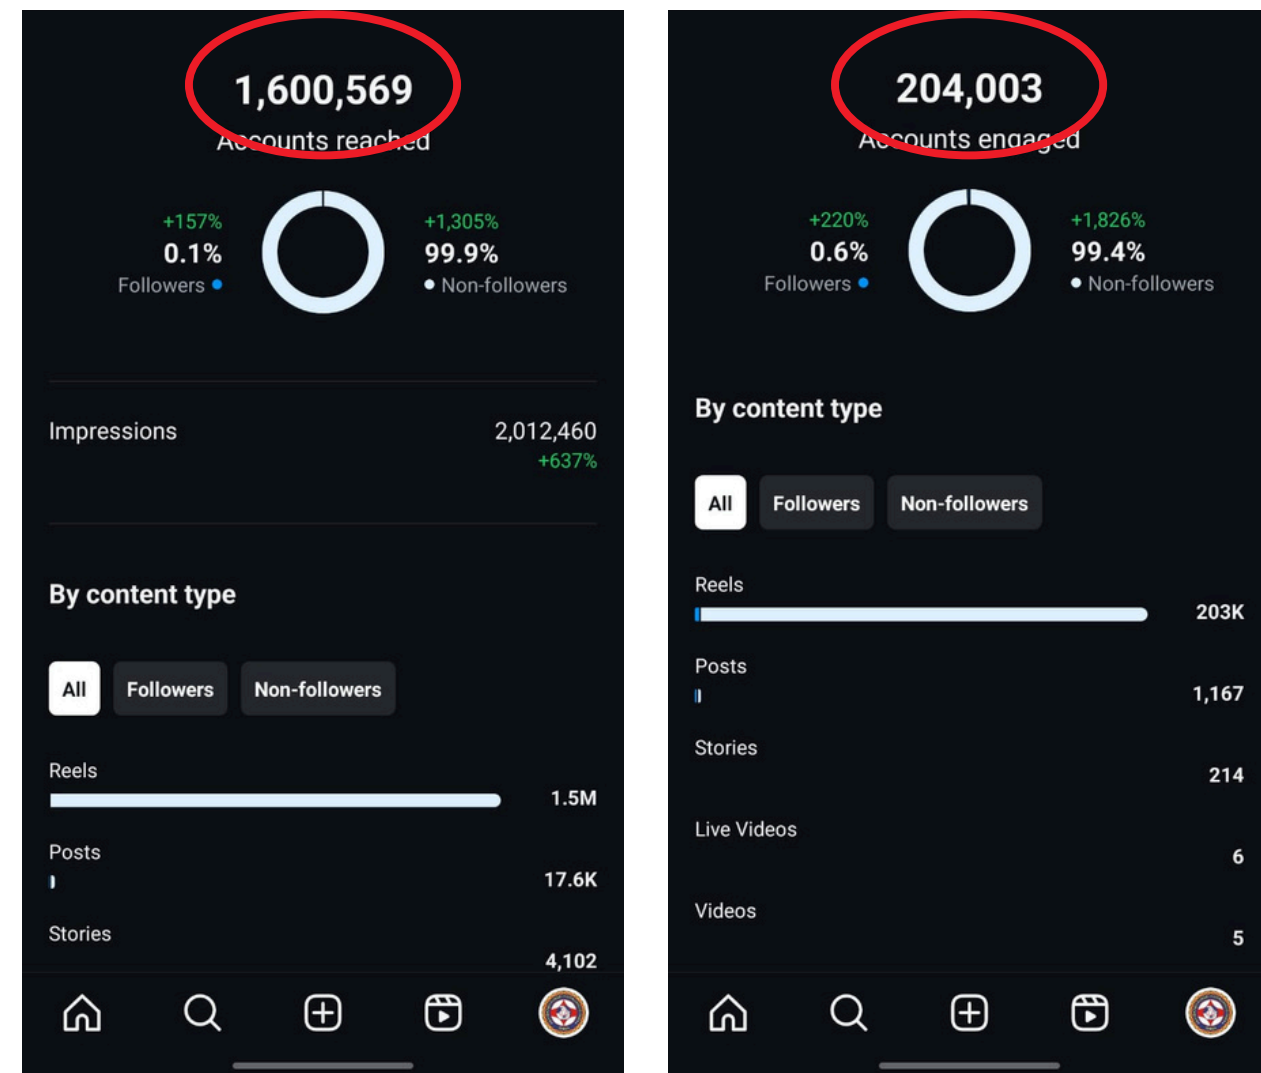 1,600,569
Accounts reached
+157%
0.1%
Followers
+1,305%
99.9%
Non-followers
Impressions
2,012,460
+637%
By content type
All Followers Non-followers
Reels
1.5M
Posts
17.6K
Stories
4,102
204,003
Accounts engaged
+220%
0.6%
Followers
+1,826%
99.4%
Non-followers
By content type
All Followers Non-followers
Reels
203K
Posts
1,167
Stories
214
Live Videos
6
Videos
5